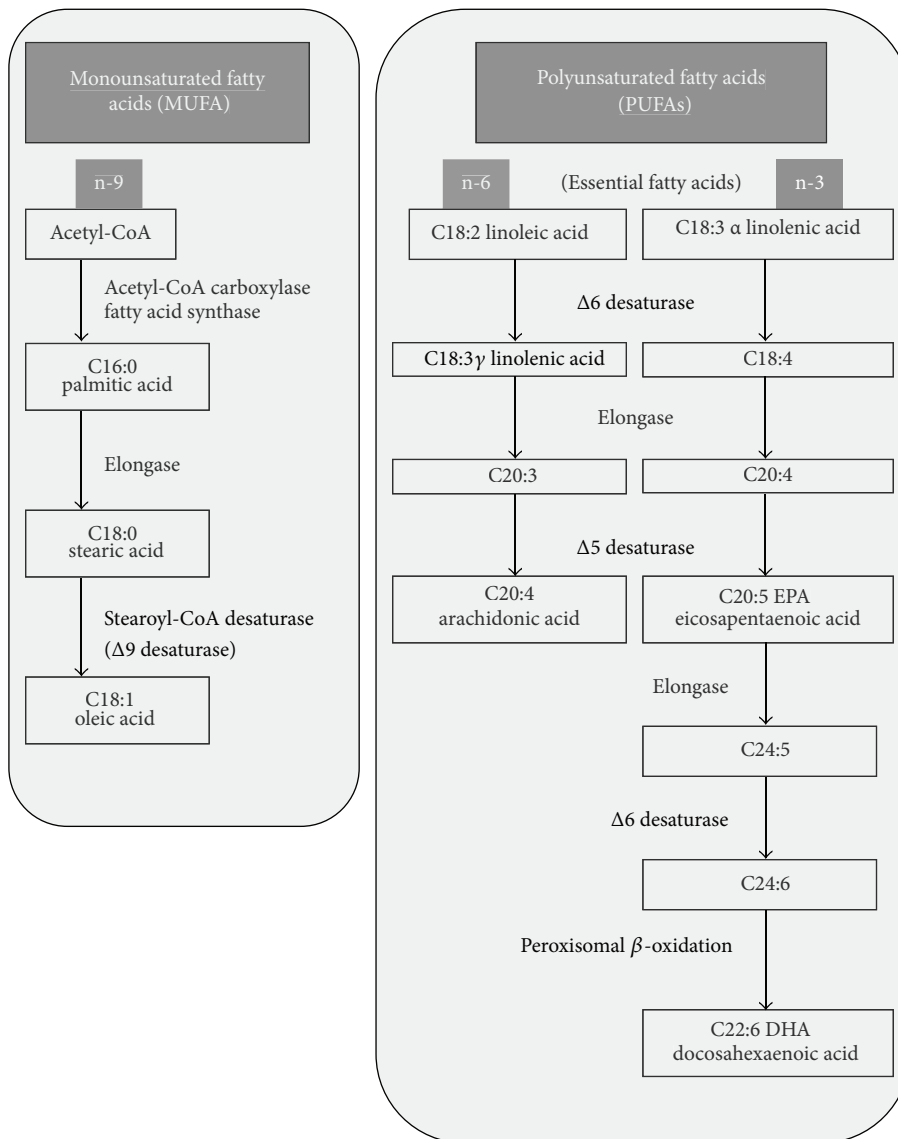 Monounsaturated fatty
acids (MUFA)
n-9
Acetyl-CoA
Acetyl-CoA carboxylase
fatty acid synthase
C16:0
palmitic acid
Elongase
C18:0
stearic acid
Stearoyl-CoA desaturase
(Δ9 desaturase)
C18:1
oleic acid
Polyunsaturated fatty acids
(PUFAs)
n-6
(Essential fatty acids)
n-3
C18:2 linoleic acid
C18:3 α linolenic acid
Δ6 desaturase
C18:3γ linolenic acid
C18:4
Elongase
C20:3
C20:4
Δ5 desaturase
C20:4
arachidonic acid
C20:5 EPA
eicosapentaenoic acid
Elongase
C24:5
Δ6 desaturase
C24:6
Peroxisomal β-oxidation
C22:6 DHA
docosahexaenoic acid